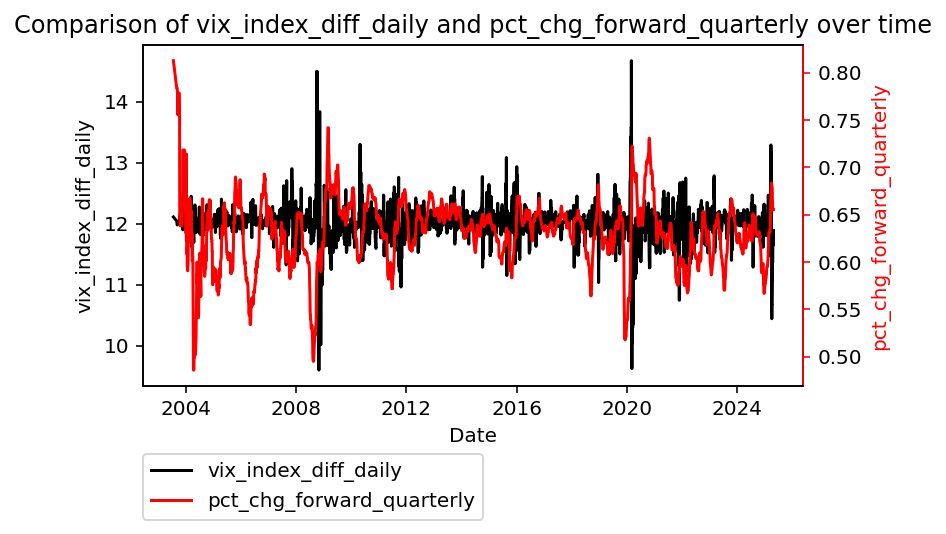 Comparison of vix_index_diff_daily and pct_chg_forward_quarterly over time
14
13
12
11
10
vix_index_diff_daily
0.80
0.75
0.70
0.65
0.60
0.55
0.50
pct_chg_forward_quarterly
2004 2008 2012 2016 2020 2024
Date
vix_index_diff_daily
pct_chg_forward_quarterly